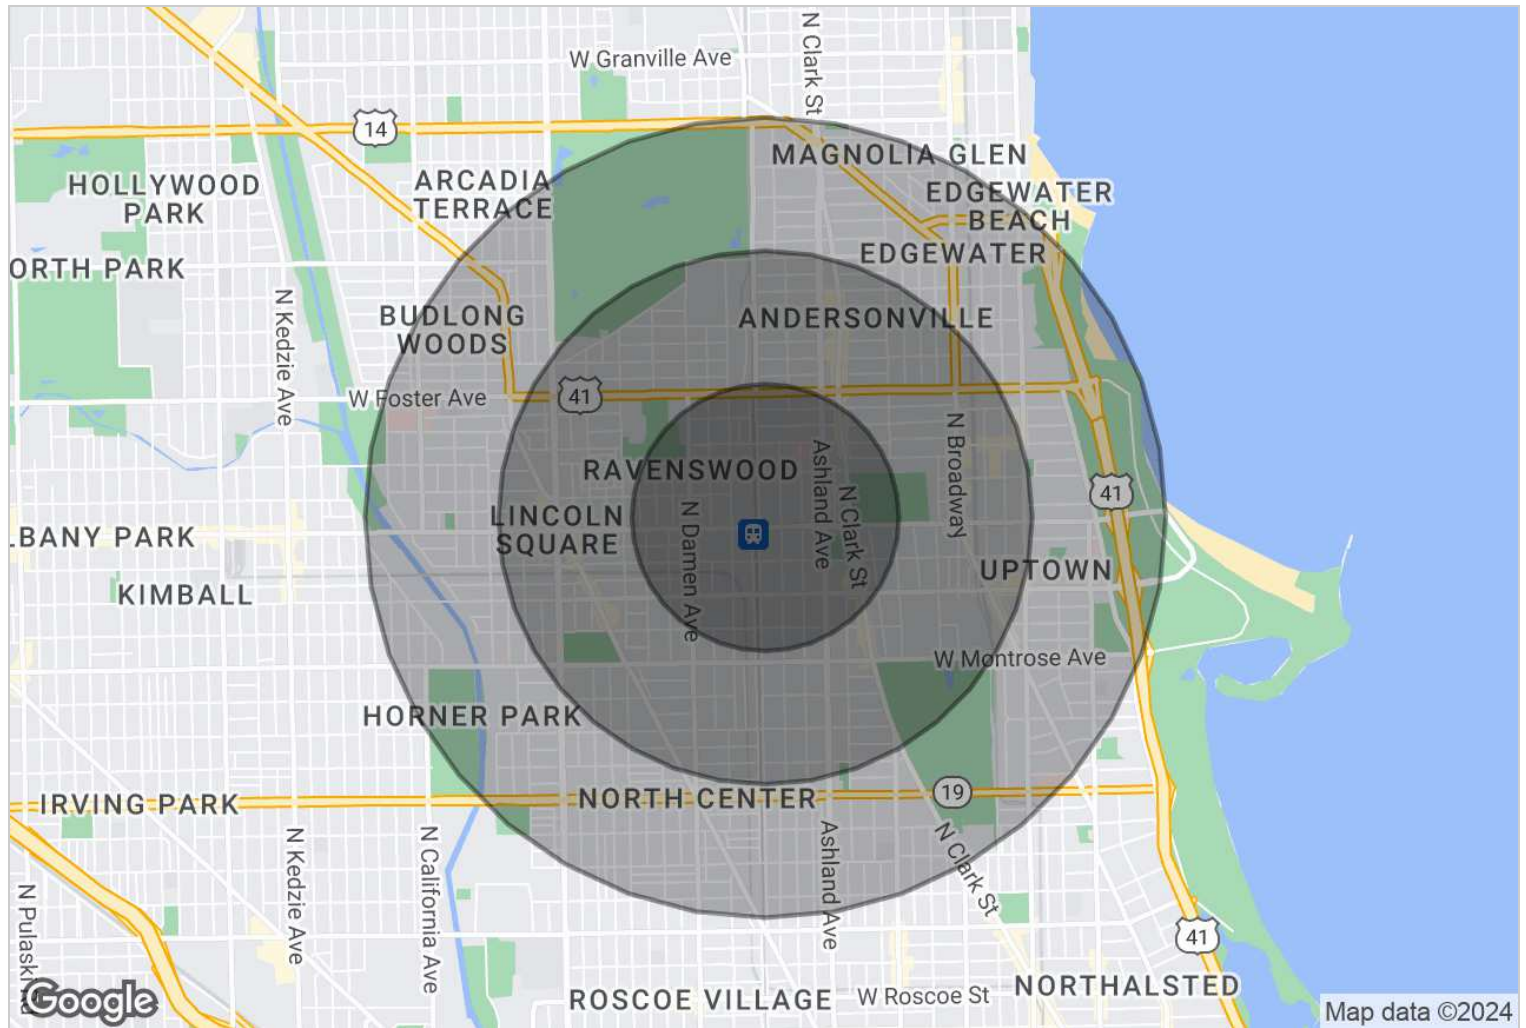 N Clark St
W Granville Ave
14
MAGNOLIA GLEN
HOLLYWOOD
PARK
ARCADIA
TERRACE
EDGEWATER
BEACH
EDGEWATER
ORTH PARK
N Kedzie Ave
BUDLONG
WOODS
ANDERSONVILLE
W Foster Ave
41
N Broadway
RAVENSWOOD
Ashland Ave
N Clark St
41
N Damen Ave
LINCOLN
SQUARE
BANY PARK
UPTOWN
KIMBALL
W Montrose Ave
HORNER PARK
19
IRVING PARK
NORTH CENTER
N Kedzie Ave
N California Ave
Ashland Ave
N Clark St
N Pulaski
41
Google
ROSCOE VILLAGE
W Roscoe St
NORTHALSTED
Map data ©2024